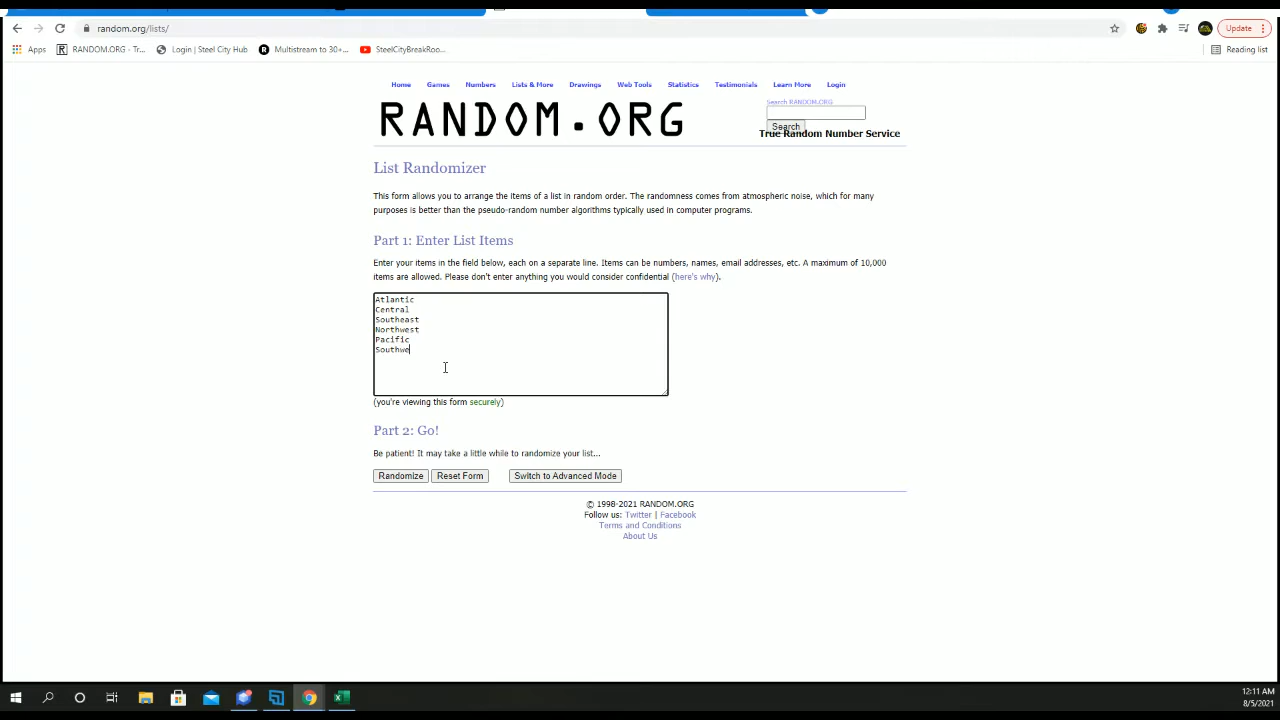 random.org/lists/
Update
Apps RANDOM.ORG - Tr... Login | Steel City Hub Multistream to 30+... SteelCityBreakRoo... Reading list
Home Games Numbers Lists & More Drawings Web Tools Statistics Testimonials Learn More Login
RANDOM.ORG
Search RANDOM.ORG
Search
True Random Number Service
List Randomizer
This form allows you to arrange the items of a list in random order. The randomness comes from atmospheric noise, which for many
purposes is better than the pseudo-random number algorithms typically used in computer programs.
Part 1: Enter List Items
Enter your items in the field below, each on a separate line. Items can be numbers, names, email addresses, etc. A maximum of 10,000
items are allowed. Please don't enter anything you would consider confidential (here's why).
Atlantic
Central
Southeast
Northwest
Pacific
Southwe
(you're viewing this form securely)
Part 2: Go!
Be patient! It may take a little while to randomize your list...
Randomize Reset Form Switch to Advanced Mode
© 1998-2021 RANDOM.ORG
Follow us: Twitter | Facebook
Terms and Conditions
About Us
12:11 AM
8/5/2021